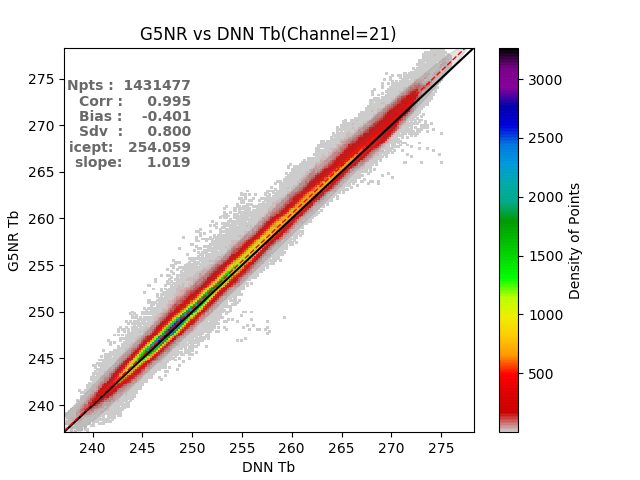 G5NR vs DNN Tb(Channel=21)
Npts : 1431477
Corr : 0.995
Bias : -0.401
Sdv : 0.800
icept: 254.059
slope: 1.019
275
270
265
260
255
250
245
240
G5NR Tb
240 245 250 255 260 265 270 275
DNN Tb
3000
2500
2000
1500
1000
500
Density of Points